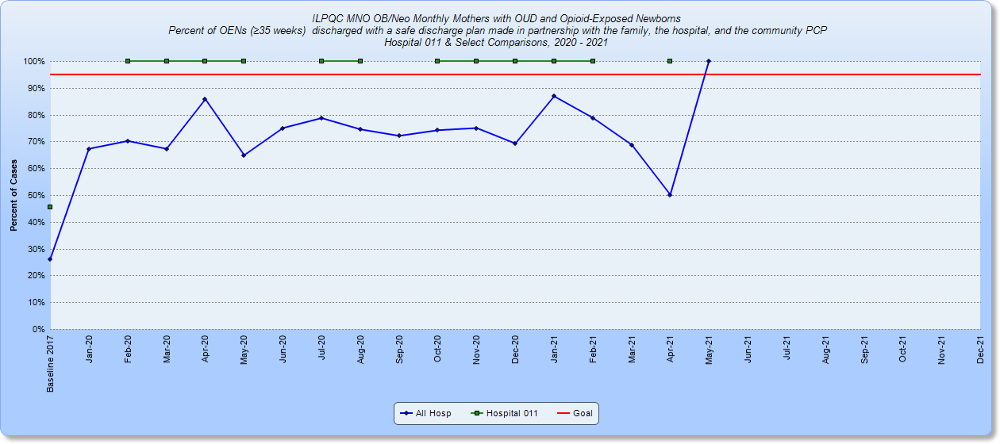 ILPQC MNO OB/Neo Monthly Mothers with OUD and Opioid-Exposed Newborns
Percent of OENs (≥35 weeks)  discharged with a safe discharge plan made in partnership with the family, the hospital, and the community PCP
Hospital 011 & Select Comparisons, 2020 - 2021
Percent of Cases
100%
90%
80%
70%
60%
50%
40%
30%
20%
10%
0%
Baseline 2017
Jan-20
Feb-20
Mar-20
Apr-20
May-20
Jun-20
Jul-20
Aug-20
Sep-20
Oct-20
Nov-20
Dec-20
Jan-21
Feb-21
Mar-21
Apr-21
May-21
Jun-21
Jul-21
Aug-21
Sep-21
Oct-21
Nov-21
Dec-21
All Hosp
Hospital 011
Goal